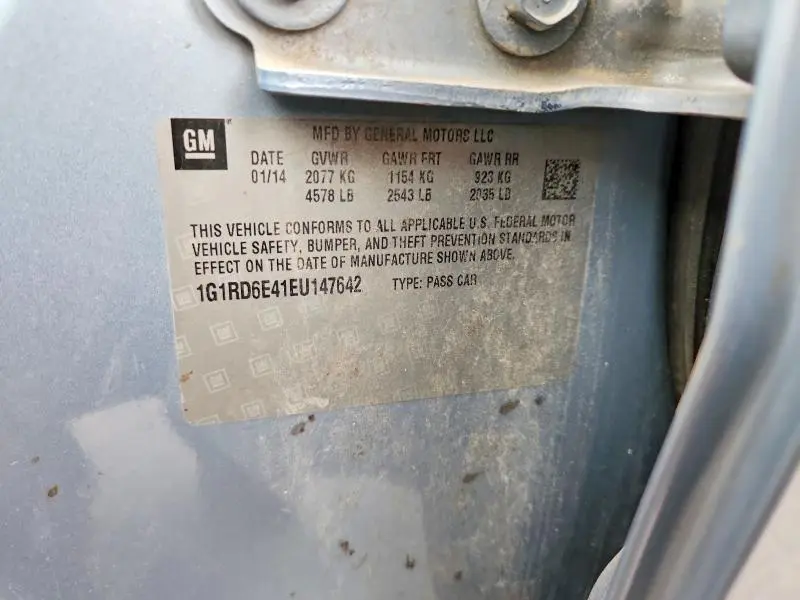 GM
MFD BY GENERAL MOTORS LLC
DATE GVWR GAWR FRT GAWR RR
01/14 2077 KG 1154 KG 923 KG
4578 LB 2543 LB 2035 LB
THIS VEHICLE CONFORMS TO ALL APPLICABLE U.S. FEDERAL MOTOR
VEHICLE SAFETY, BUMPER, AND THEFT PREVENTION STANDARDS IN
EFFECT ON THE DATE OF MANUFACTURE SHOWN ABOVE.
1G1RD6E41EU147642 TYPE: PASS CAR